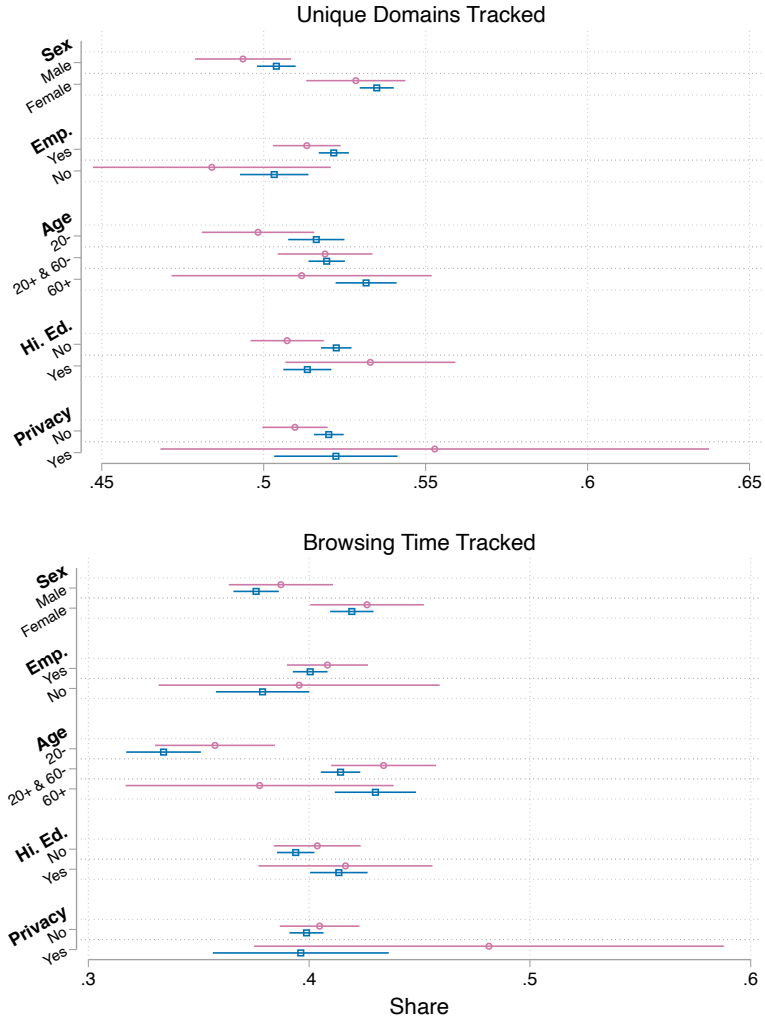 Unique Domains Tracked
Sex
Male
Female
Emp.
Yes
No
Age
20-
20+ & 60-
60+
Hi. Ed.
No
Yes
Privacy
No
Yes
.45 .5 .55 .6 .65
Browsing Time Tracked
Sex
Male
Female
Emp.
Yes
No
Age
20-
20+ & 60-
60+
Hi. Ed.
No
Yes
Privacy
No
Yes
.3 .4 .5 .6
Share